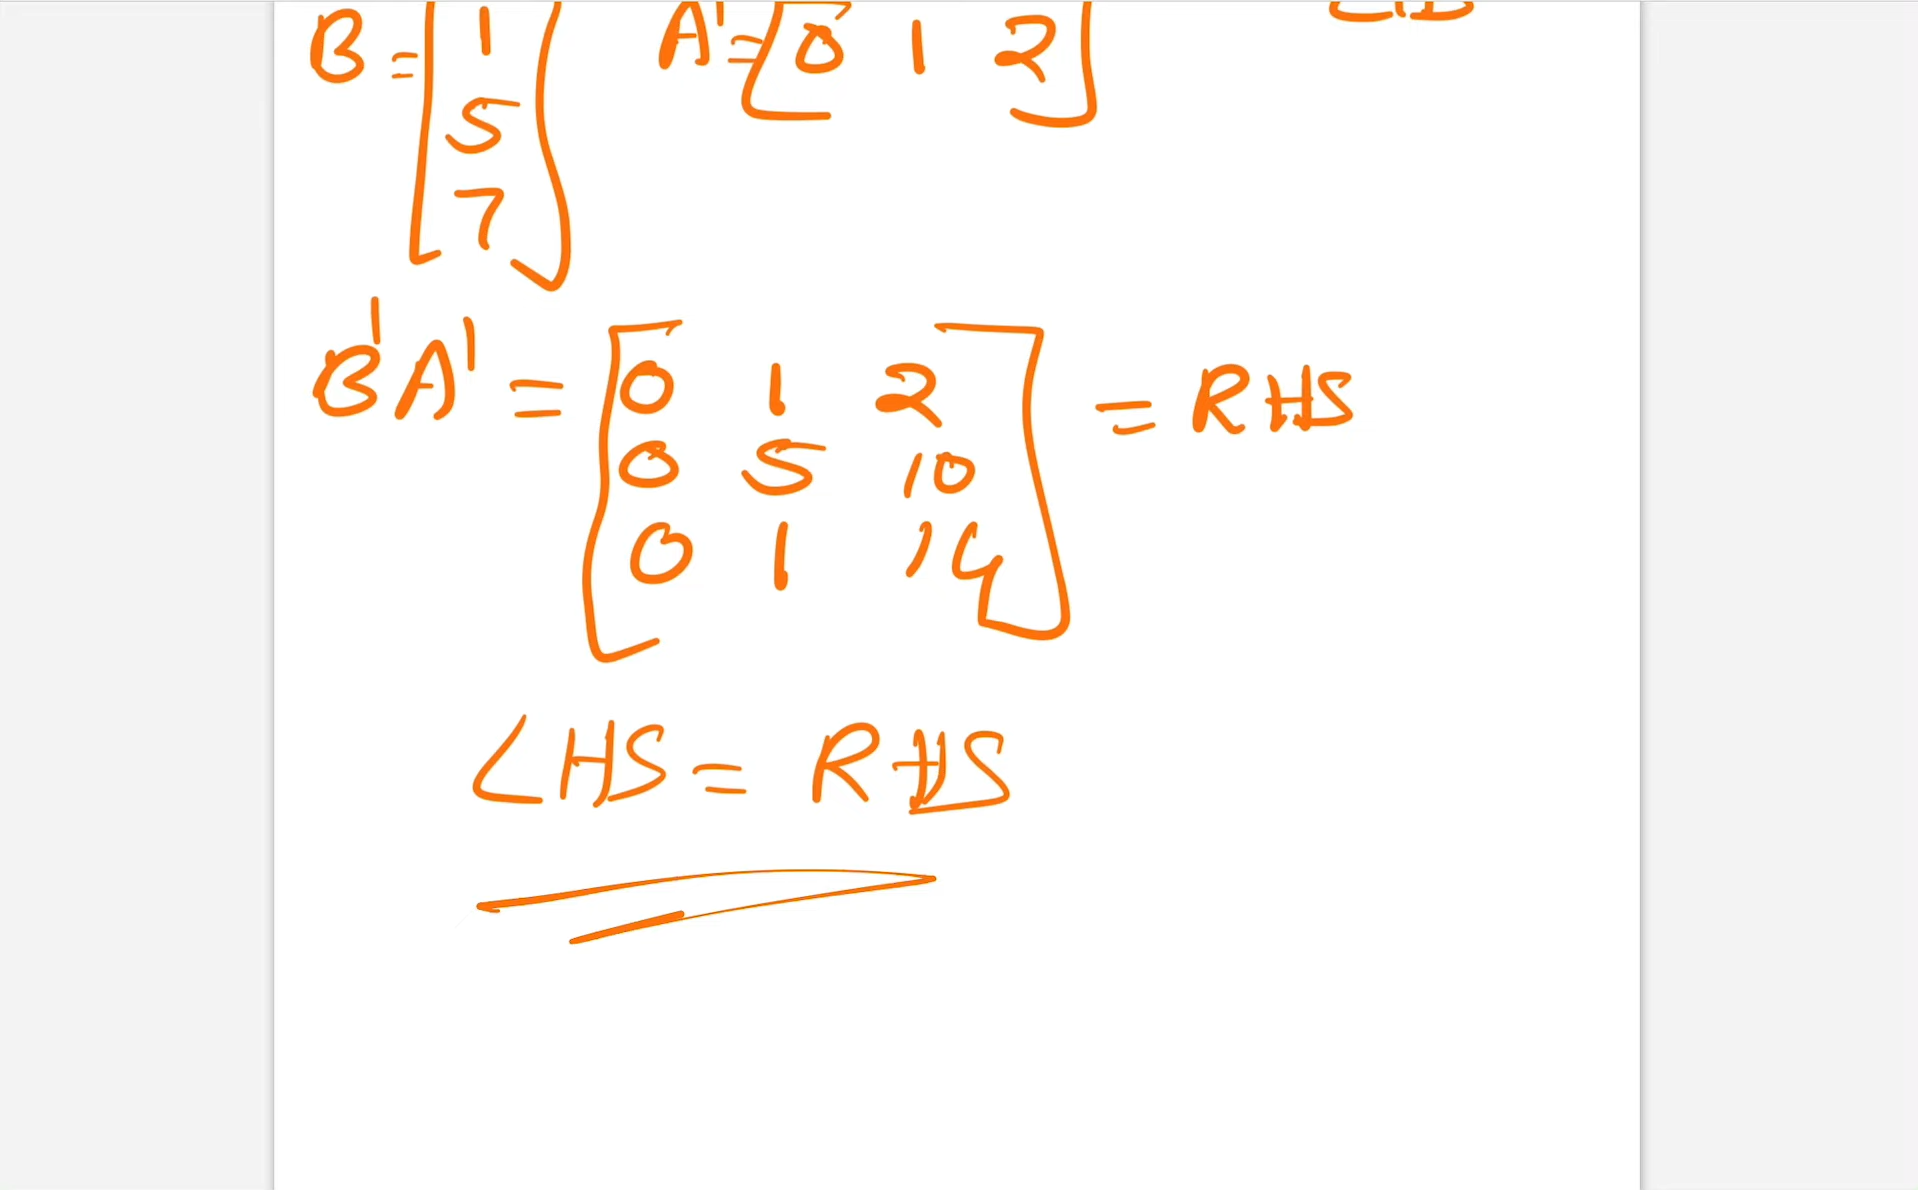 B = [1 A' = [0 1 2]
5
7]
B'A' = [0 1 2
0 5 10
0 1 14] = RHS
LHS = RHS